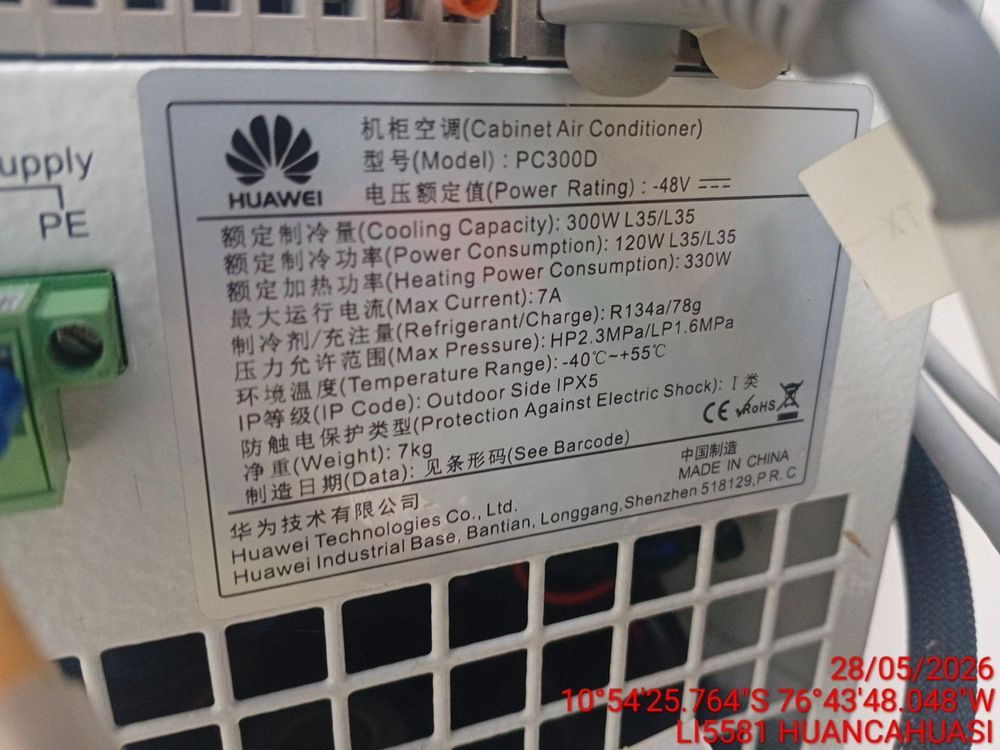 upply
PE
HUAWEI
机柜空调(Cabinet Air Conditioner)
型号(Model) : PC300D
电压额定值(Power Rating) : -48V
额定制冷量(Cooling Capacity): 300W L35/L35
额定制冷功率(Power Consumption): 120W L35/L35
额定加热功率(Heating Power Consumption): 330W
最大运行电流(Max Current): 7A
制冷剂/充注量(Refrigerant/Charge): R134a/78g
压力允许范围(Max Pressure): HP2.3MPa/LP1.6MPa
环境温度(Temperature Range): -40℃~+55℃
IP等级(IP Code): Outdoor Side IPX5
防触电保护类型(Protection Against Electric Shock): I 类
净重(Weight): 7kg
制造日期(Data): 见条形码(See Barcode)
CE RoHS
中国制造
MADE IN CHINA
华为技术有限公司
Huawei Technologies Co., Ltd.
Huawei Industrial Base, Bantian, Longgang,Shenzhen 518129,P.R. C
XT
28/05/2026
10°54'25.764"S 76°43'48.048"W
LI5581 HUANCAHUASI